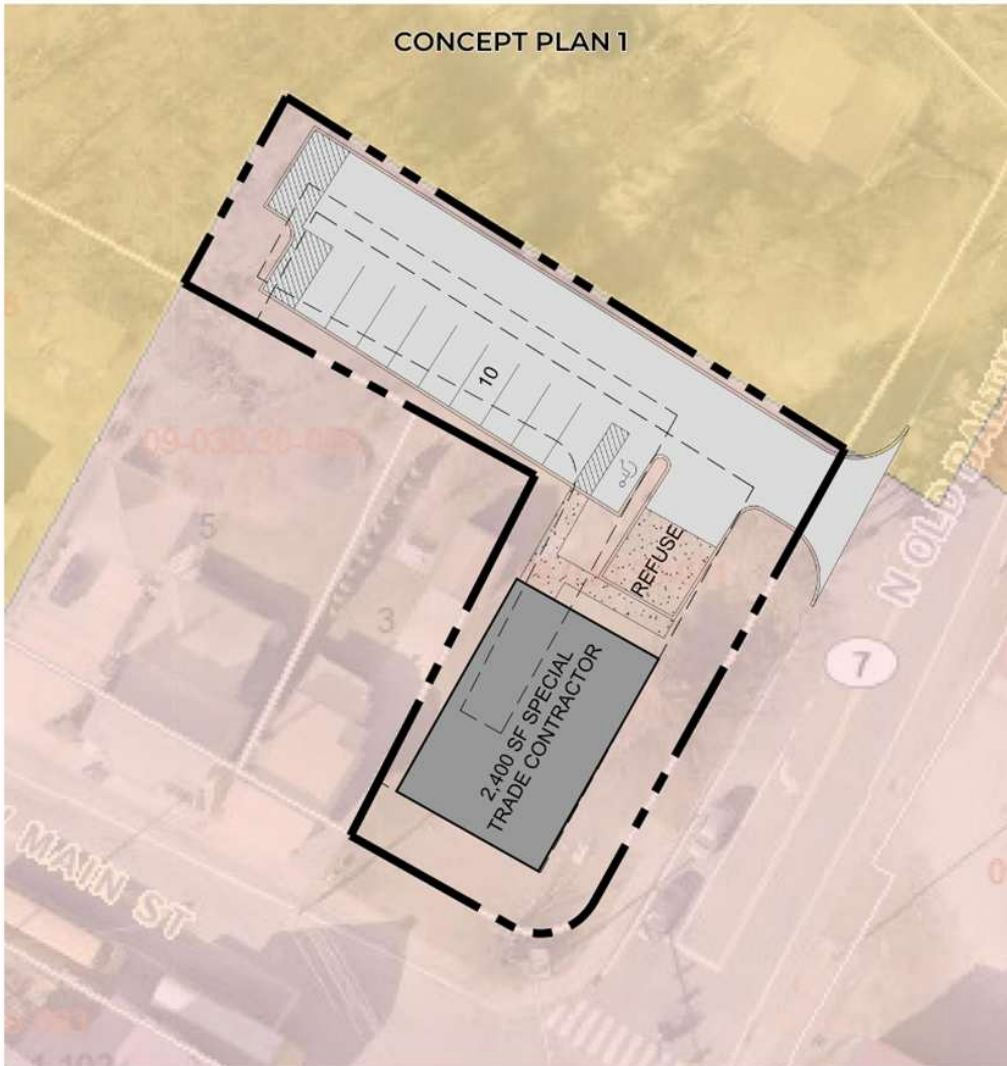 CONCEPT PLAN 1
10
REFUSE
5
3
2,400 SF SPECIAL
TRADE CONTRACTOR
7
N OLD
MAIN ST